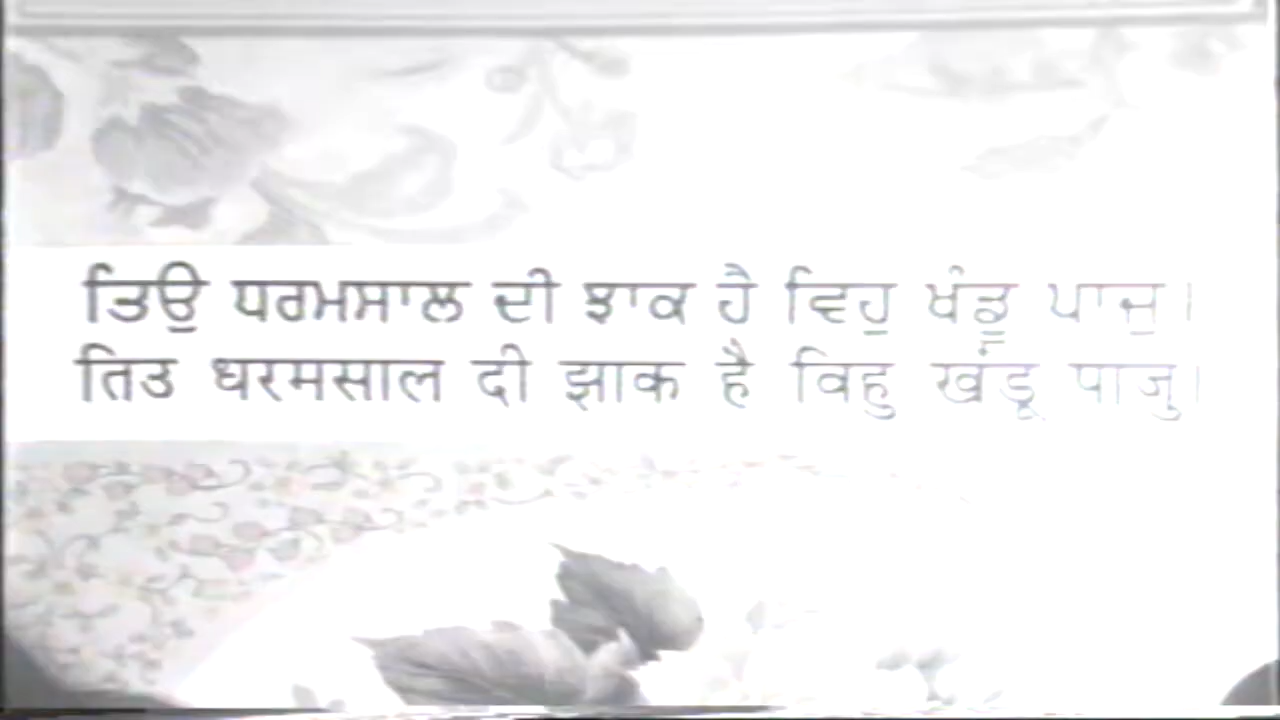 ਤਿਉ ਧਰਮਸਾਲ ਦੀ ਝਾਕ ਹੈ ਵਿਹੁ ਖੰਡੂ ਪਾਜੁ।
तिउ धरमसाल दी झाक है विहु खंडू पाजु।